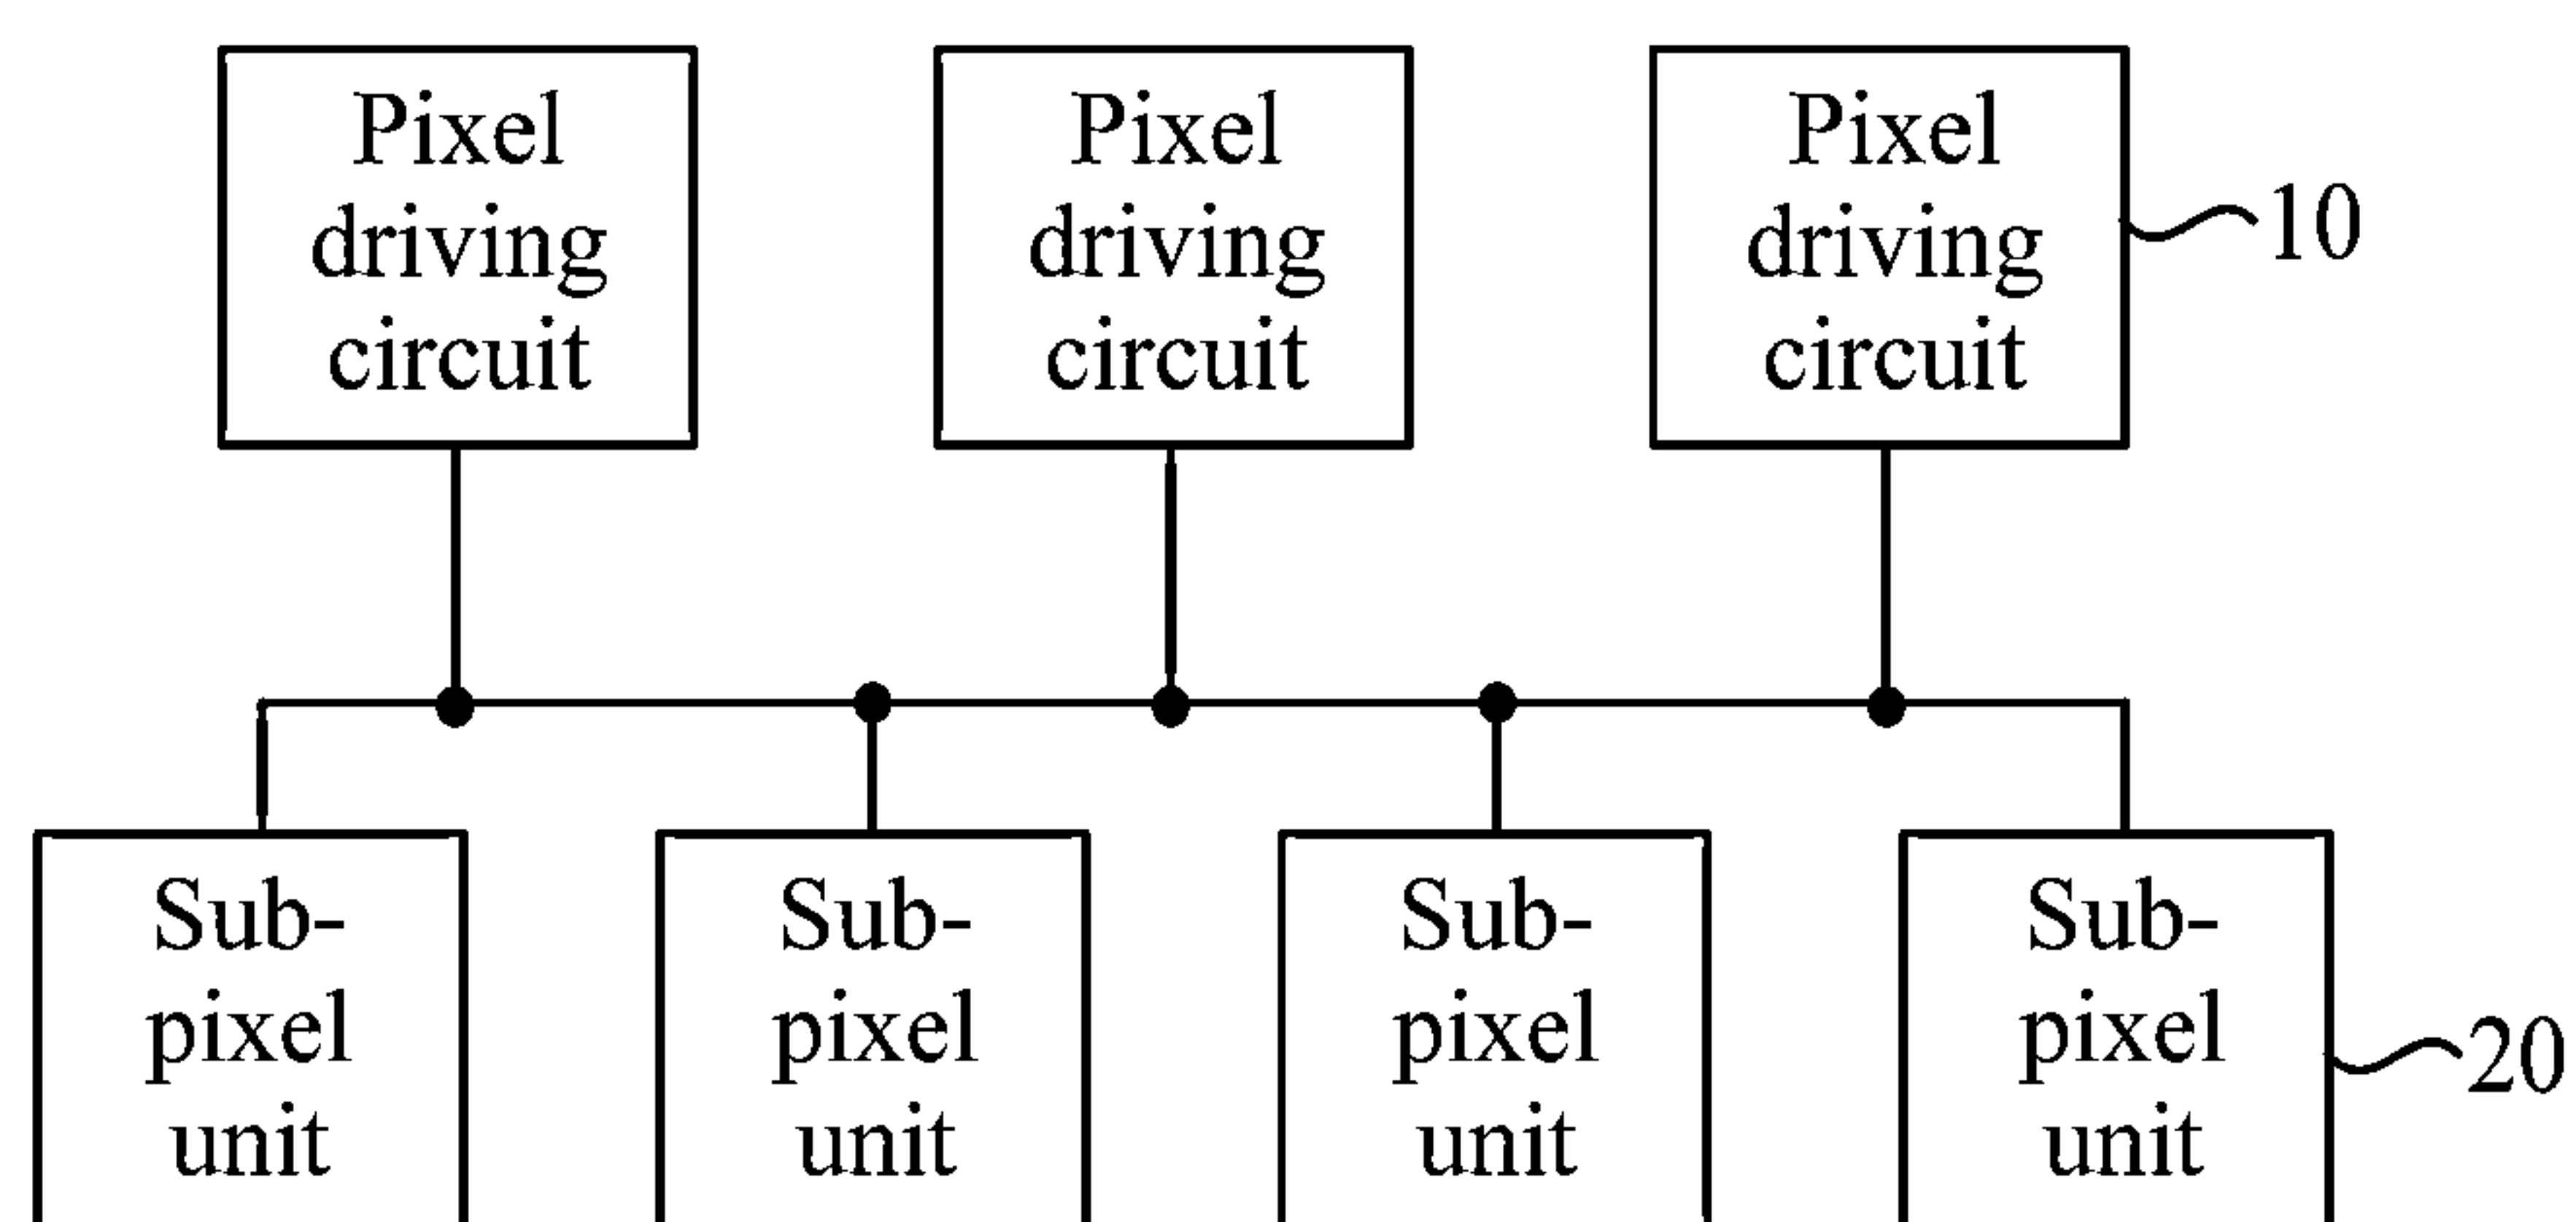 Pixel
driving
circuit
Pixel
driving
circuit
Pixel
driving
circuit
10
Sub-
pixel
unit
Sub-
pixel
unit
Sub-
pixel
unit
Sub-
pixel
unit
20